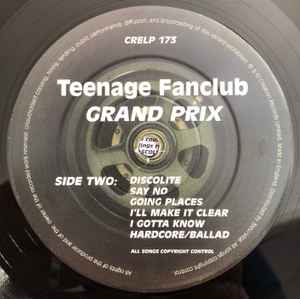 CRELP 173
Teenage Fanclub
GRAND PRIX
SIDE TWO:
DISCOLITE
SAY NO
GOING PLACES
I'LL MAKE IT CLEAR
I GOTTA KNOW
HARDCORE/BALLAD
ALL SONGS COPYRIGHT CONTROL